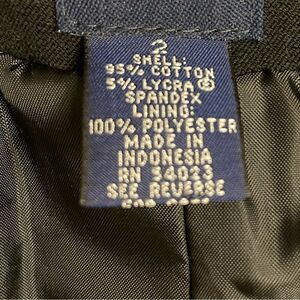 2
SHELL:
95% COTTON
5% LYCRA®
SPANDEX
LINING:
100% POLYESTER
MADE IN
INDONESIA
RN 54023
SEE REVERSE